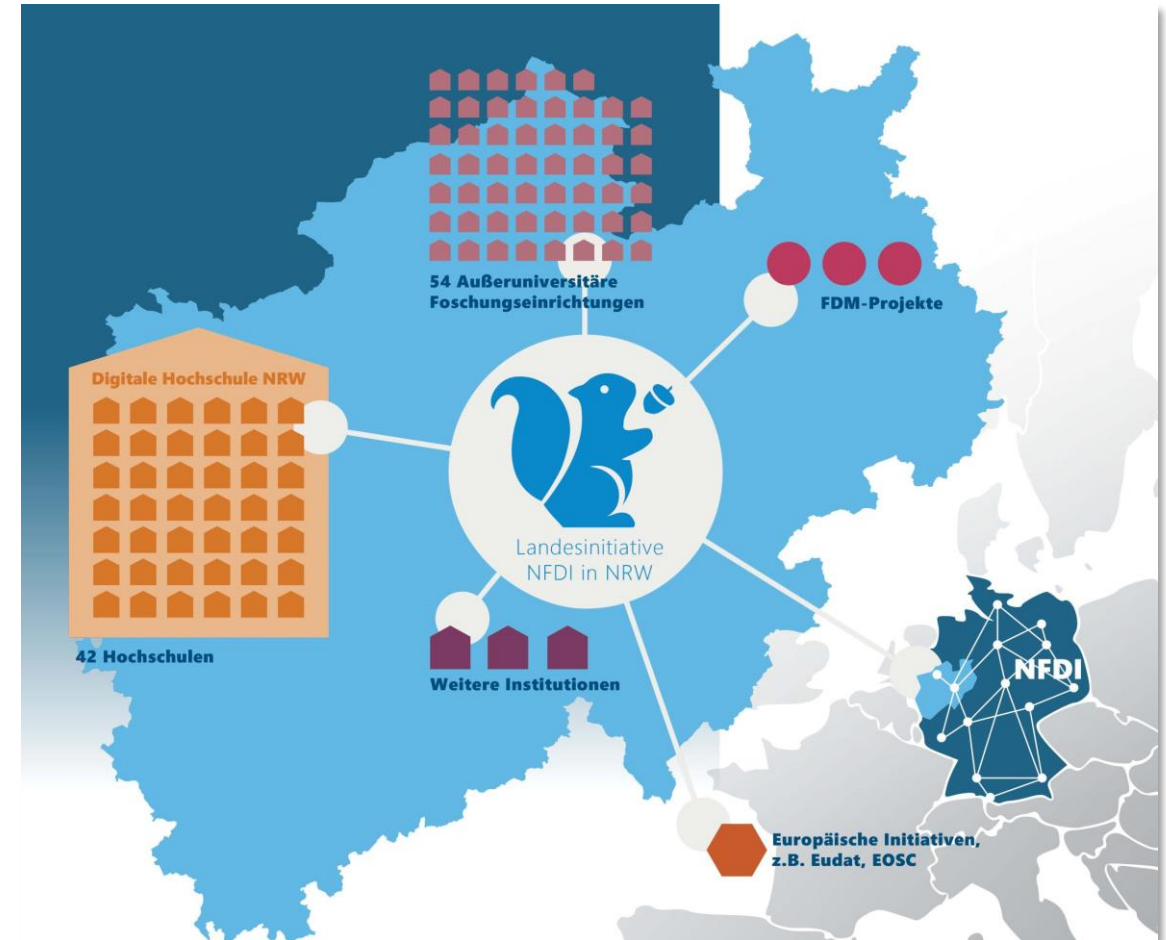 54 Außeruniversitäre
Foschungseinrichtungen
FDM-Projekte
Digitale Hochschule NRW
42 Hochschulen
Landesinitiative
NFDI in NRW
Weitere Institutionen
NFDI
Europäische Initiativen,
z.B. Eudat, EOSC